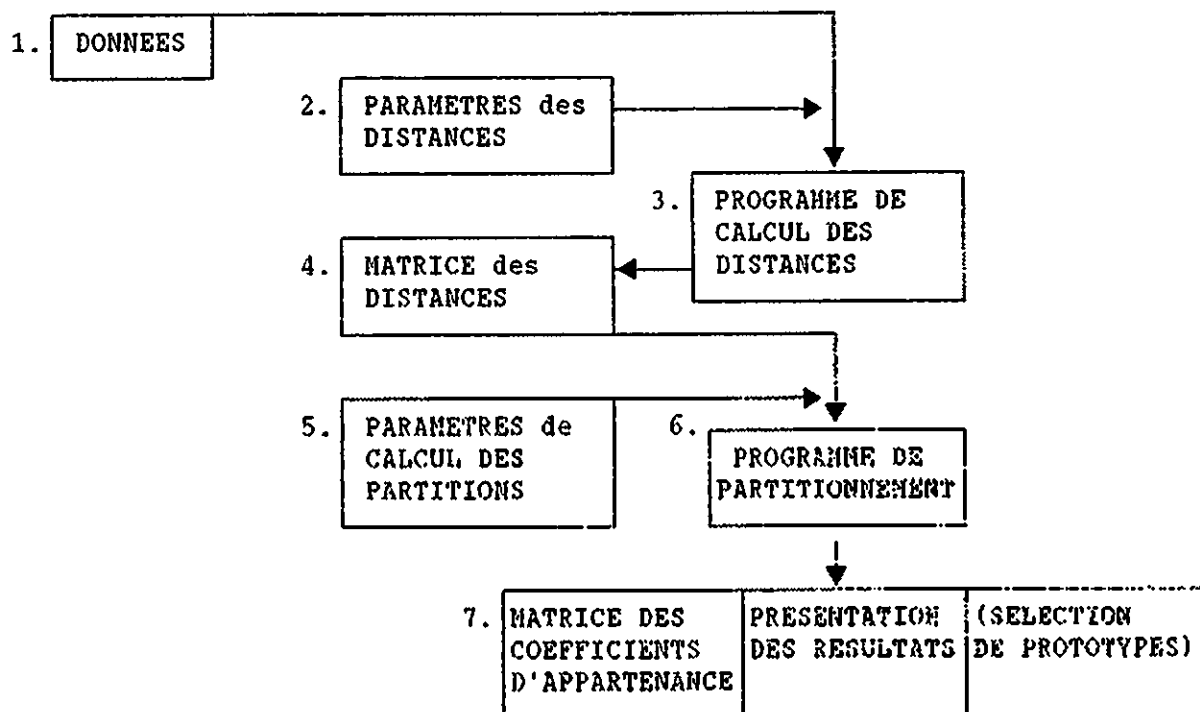 1. DONNEES
2. PARAMETRES des
DISTANCES
3. PROGRAMME DE
CALCUL DES
DISTANCES
4. MATRICE des
DISTANCES
5. PARAMETRES de
CALCUL DES
PARTITIONS
6. PROGRAMME DE
PARTITIONNEMENT
7. MATRICE DES
COEFFICIENTS
D'APPARTENANCE
PRESENTATION
DES RESULTATS
(SELECTION
DE PROTOTYPES)